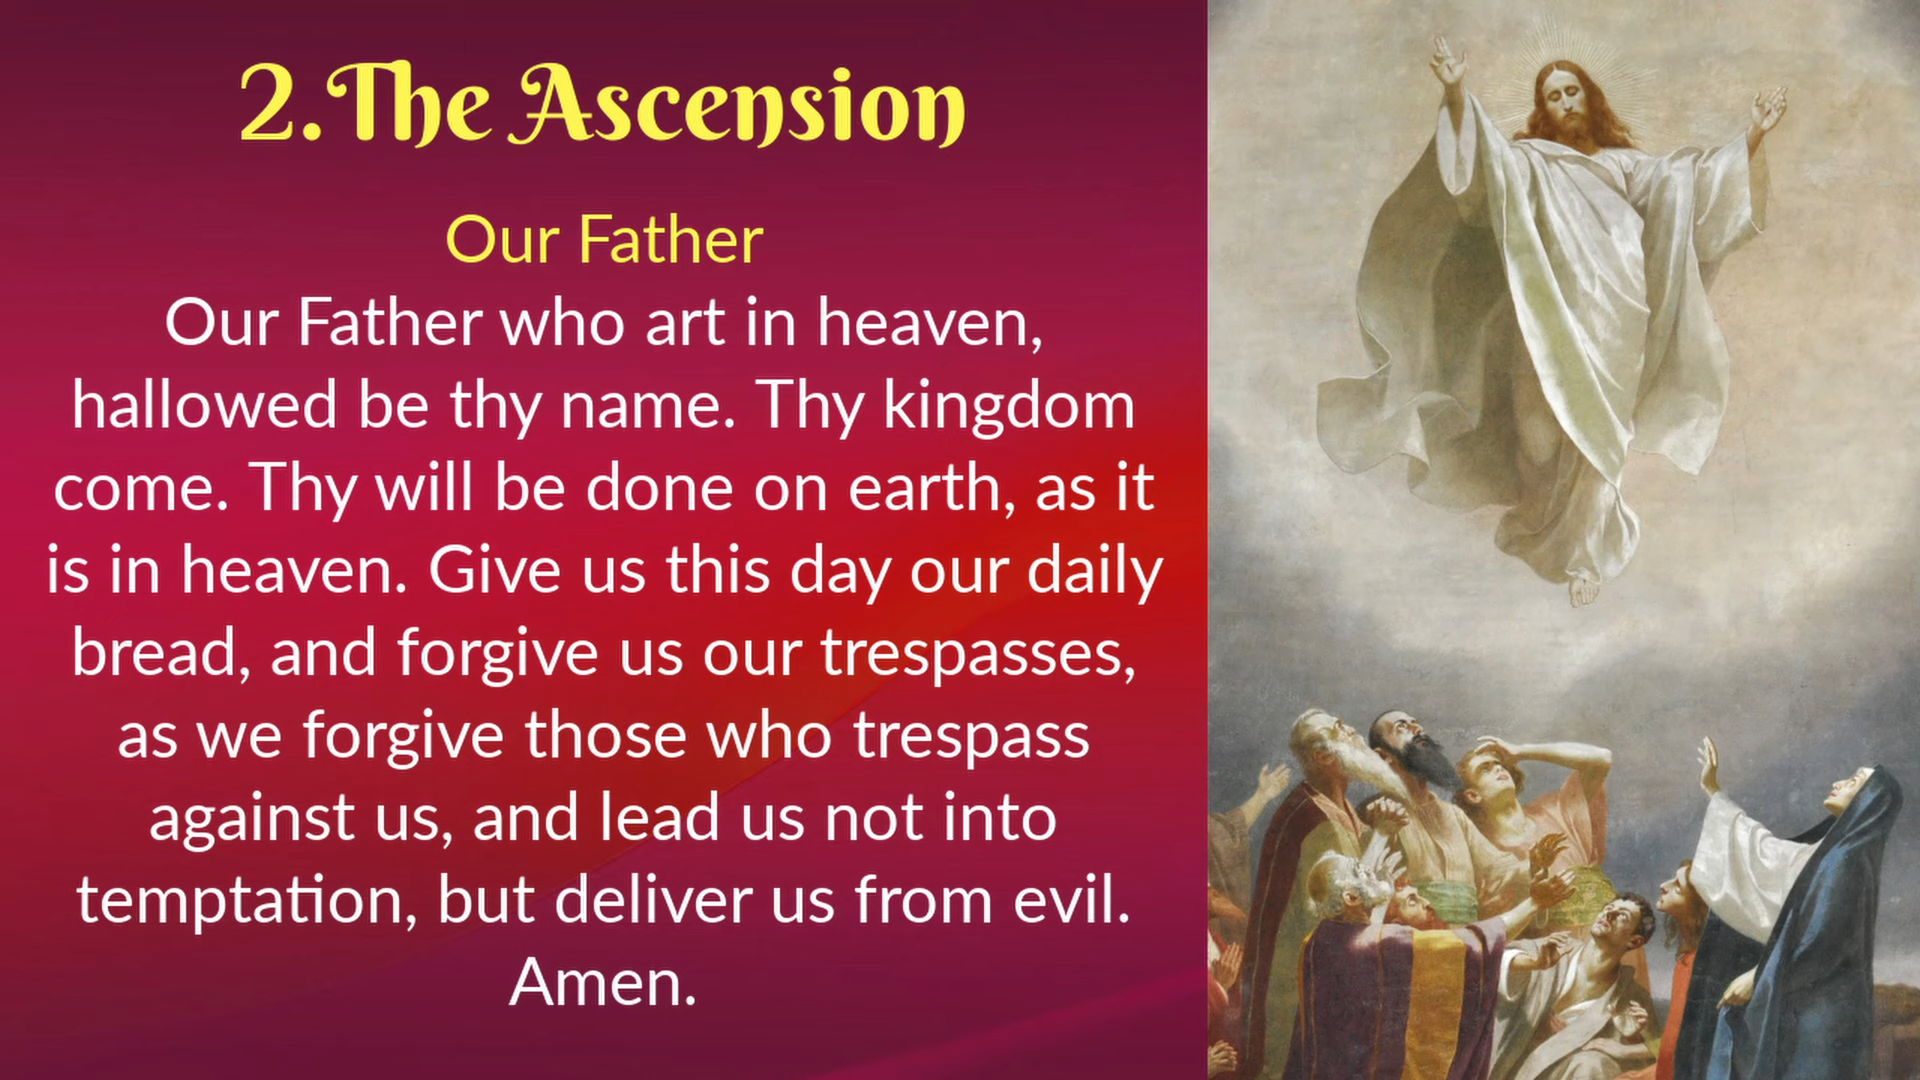 2.The Ascension
Our Father
Our Father who art in heaven,
hallowed be thy name. Thy kingdom
come. Thy will be done on earth, as it
is in heaven. Give us this day our daily
bread, and forgive us our trespasses,
as we forgive those who trespass
against us, and lead us not into
temptation, but deliver us from evil.
Amen.